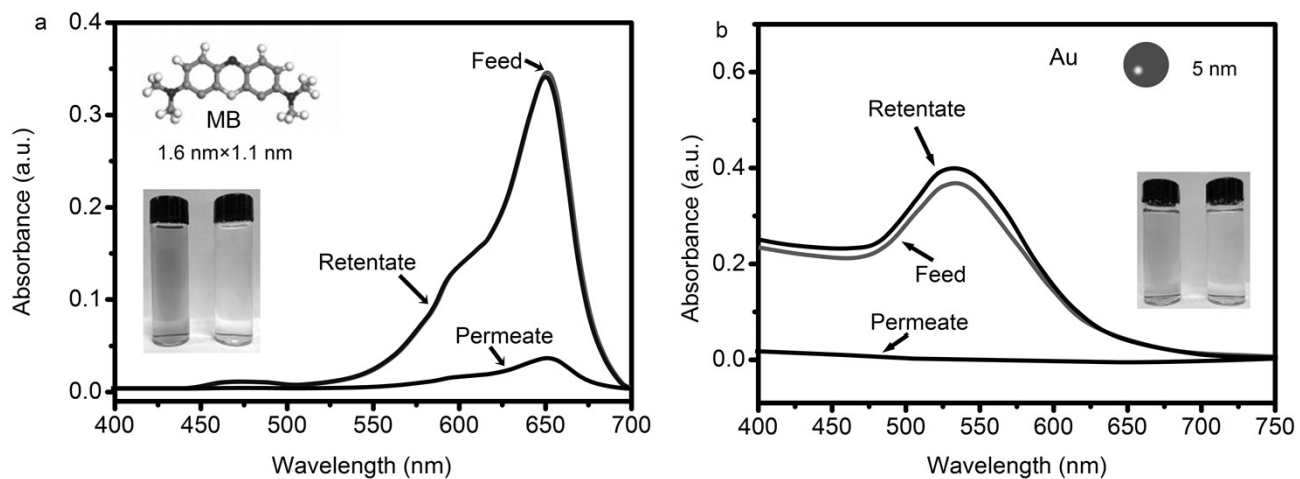 a
0.4
0.3
0.2
0.1
0.0
Absorbance (a.u.)
MB
1.6 nm×1.1 nm
Feed
Retentate
Permeate
400 450 500 550 600 650 700
Wavelength (nm)
b
0.6
0.4
0.2
0.0
Absorbance (a.u.)
Au
5 nm
Retentate
Feed
Permeate
400 450 500 550 600 650 700 750
Wavelength (nm)